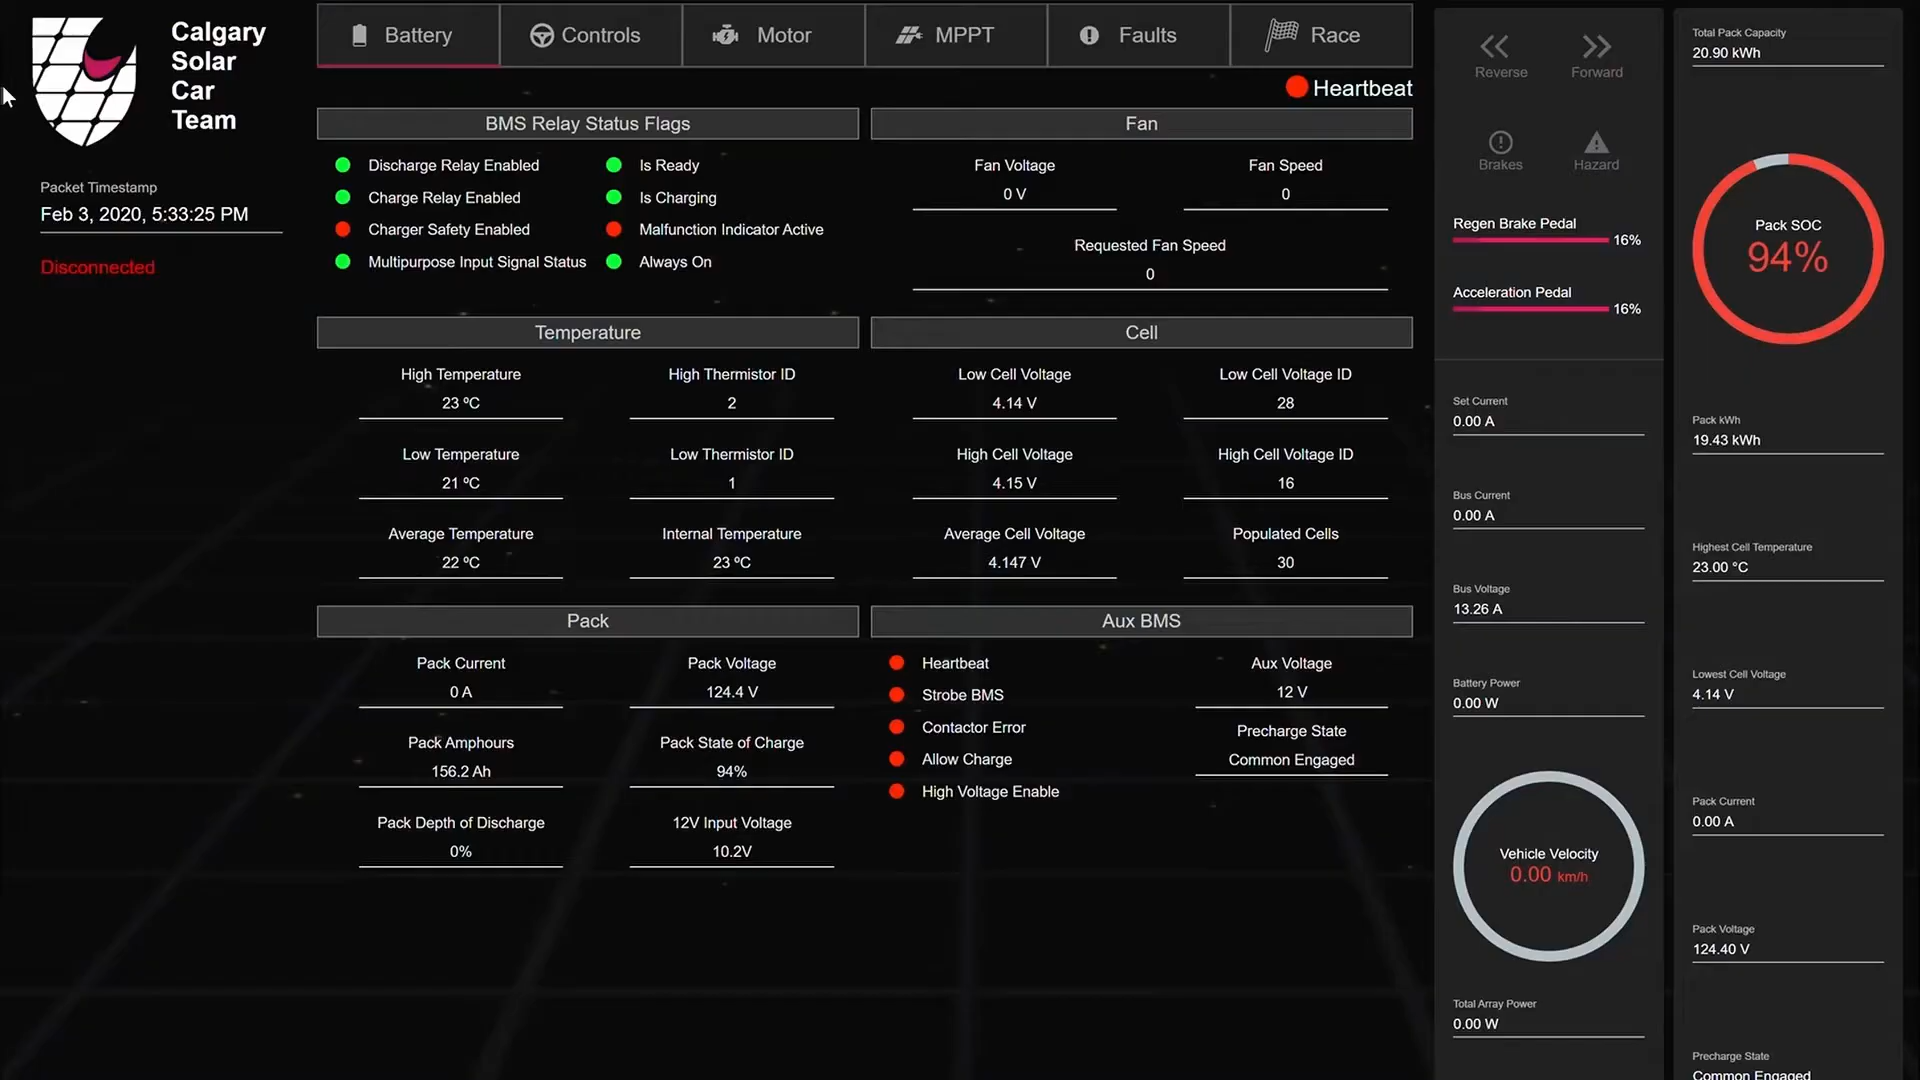 Calgary
Solar
Car
Team
Packet Timestamp
Feb 3, 2020, 5:33:25 PM
Disconnected
Battery
Controls
Motor
MPPT
Faults
Race
Heartbeat
BMS Relay Status Flags
Discharge Relay Enabled
Is Ready
Charge Relay Enabled
Is Charging
Charger Safety Enabled
Malfunction Indicator Active
Multipurpose Input Signal Status
Always On
Fan
Fan Voltage
0 V
Fan Speed
0
Requested Fan Speed
0
Temperature
High Temperature
23 ºC
High Thermistor ID
2
Low Temperature
21 ºC
Low Thermistor ID
1
Average Temperature
22 ºC
Internal Temperature
23 ºC
Cell
Low Cell Voltage
4.14 V
Low Cell Voltage ID
28
High Cell Voltage
4.15 V
High Cell Voltage ID
16
Average Cell Voltage
4.147 V
Populated Cells
30
Pack
Pack Current
0 A
Pack Voltage
124.4 V
Pack Amphours
156.2 Ah
Pack State of Charge
94%
Pack Depth of Discharge
0%
12V Input Voltage
10.2V
Aux BMS
Heartbeat
Strobe BMS
Contactor Error
Allow Charge
High Voltage Enable
Aux Voltage
12 V
Precharge State
Common Engaged
Reverse
Forward
Brakes
Hazard
Regen Brake Pedal
16%
Acceleration Pedal
16%
Set Current
0.00 A
Bus Current
0.00 A
Bus Voltage
13.26 A
Battery Power
0.00 W
Vehicle Velocity
0.00 km/h
Total Array Power
0.00 W
Total Pack Capacity
20.90 kWh
Pack SOC
94%
Pack kWh
19.43 kWh
Highest Cell Temperature
23.00 °C
Lowest Cell Voltage
4.14 V
Pack Current
0.00 A
Pack Voltage
124.40 V
Precharge State
Common Engaged